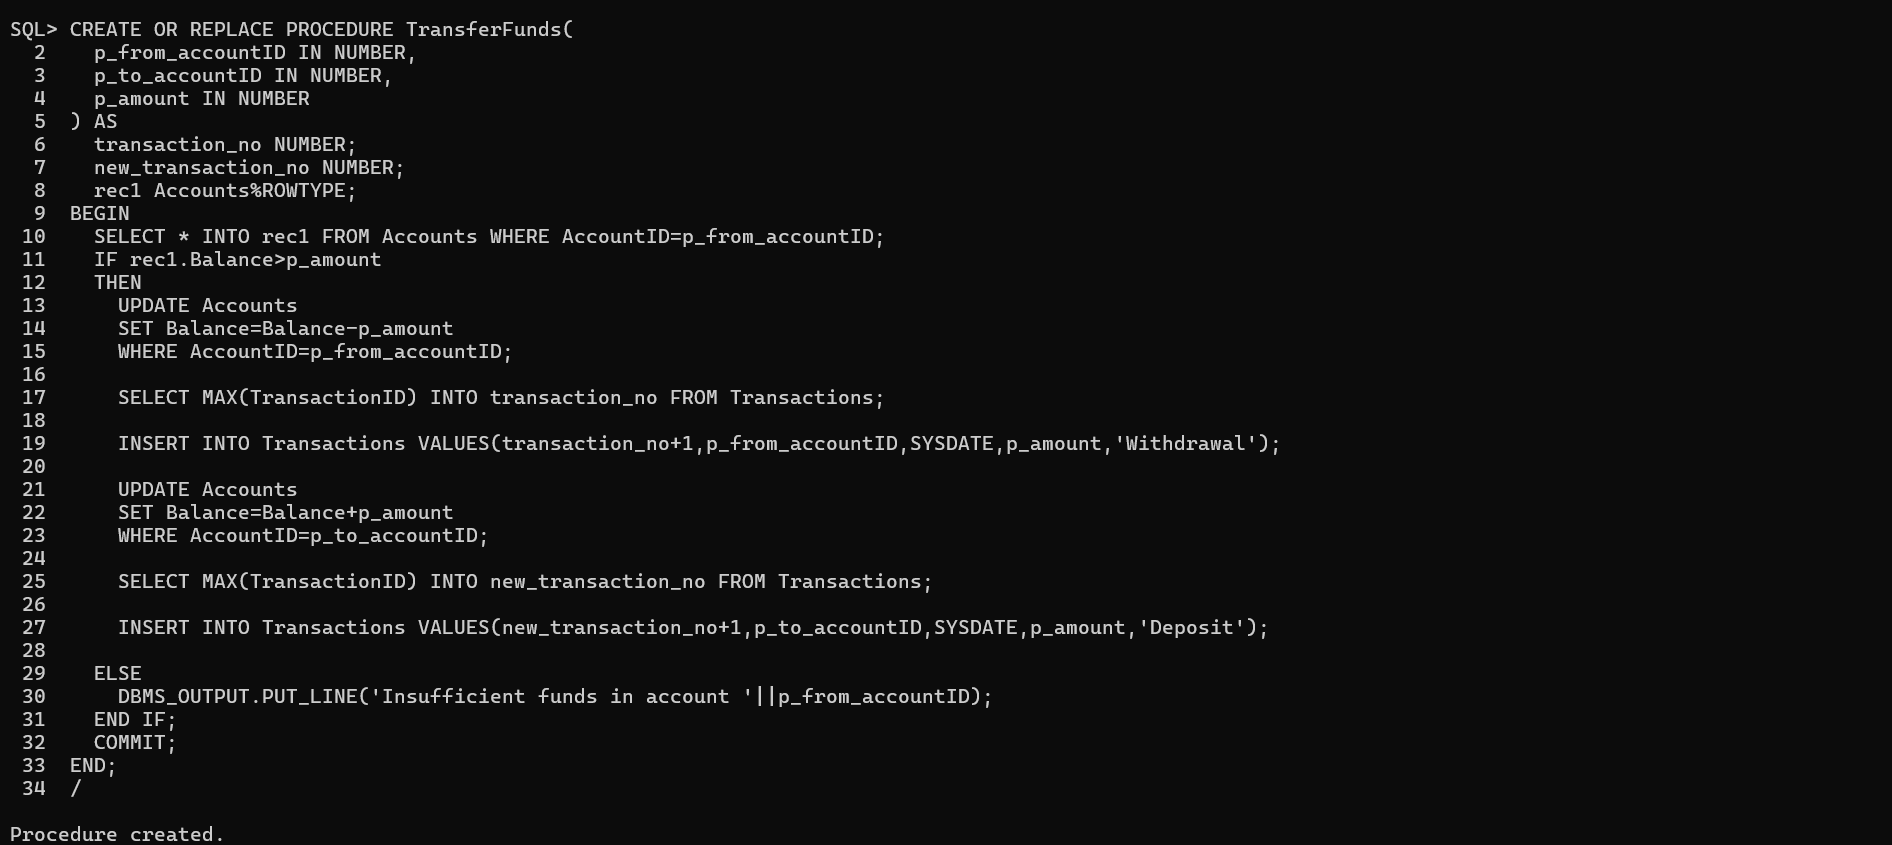 SQL> CREATE OR REPLACE PROCEDURE TransferFunds(
  2    p_from_accountID IN NUMBER,
  3    p_to_accountID IN NUMBER,
  4    p_amount IN NUMBER
  5  ) AS
  6    transaction_no NUMBER;
  7    new_transaction_no NUMBER;
  8    rec1 Accounts%ROWTYPE;
  9  BEGIN
 10    SELECT * INTO rec1 FROM Accounts WHERE AccountID=p_from_accountID;
 11    IF rec1.Balance>p_amount
 12    THEN
 13      UPDATE Accounts
 14      SET Balance=Balance-p_amount
 15      WHERE AccountID=p_from_accountID;
 16
 17      SELECT MAX(TransactionID) INTO transaction_no FROM Transactions;
 18
 19      INSERT INTO Transactions VALUES(transaction_no+1,p_from_accountID,SYSDATE,p_amount,'Withdrawal');
 20
 21      UPDATE Accounts
 22      SET Balance=Balance+p_amount
 23      WHERE AccountID=p_to_accountID;
 24
 25      SELECT MAX(TransactionID) INTO new_transaction_no FROM Transactions;
 26
 27      INSERT INTO Transactions VALUES(new_transaction_no+1,p_to_accountID,SYSDATE,p_amount,'Deposit');
 28
 29    ELSE
 30      DBMS_OUTPUT.PUT_LINE('Insufficient funds in account '||p_from_accountID);
 31    END IF;
 32    COMMIT;
 33  END;
 34  /
Procedure created.